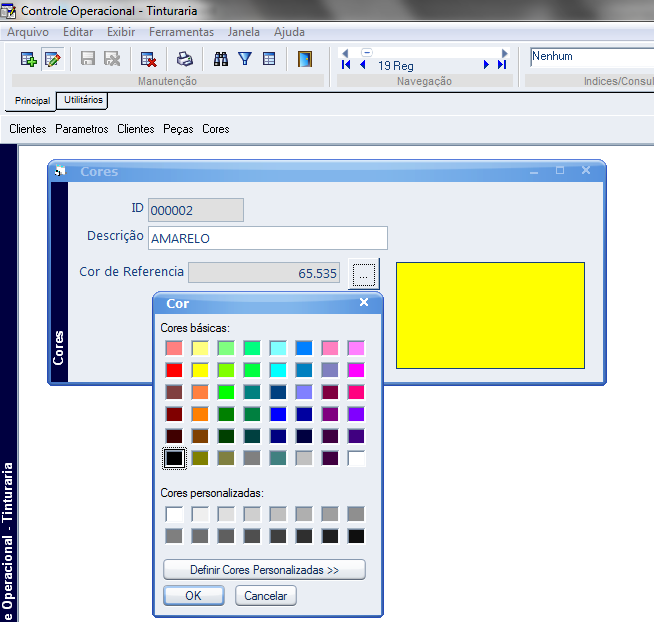 Controle Operacional - Tinturaria
Arquivo Editar Exibir Ferramentas Janela Ajuda
19 Reg
Nenhum
Manutenção
Navegação
Indices/Consul
Principal
Utilitários
Clientes Parametros Clientes Peças Cores
Cores
ID 000002
Descrição AMARELO
Cor de Referencia 65.535 ...
Cores
Cor
Cores básicas:
Cores personalizadas:
Definir Cores Personalizadas >>
OK
Cancelar
e Operacional - Tinturaria